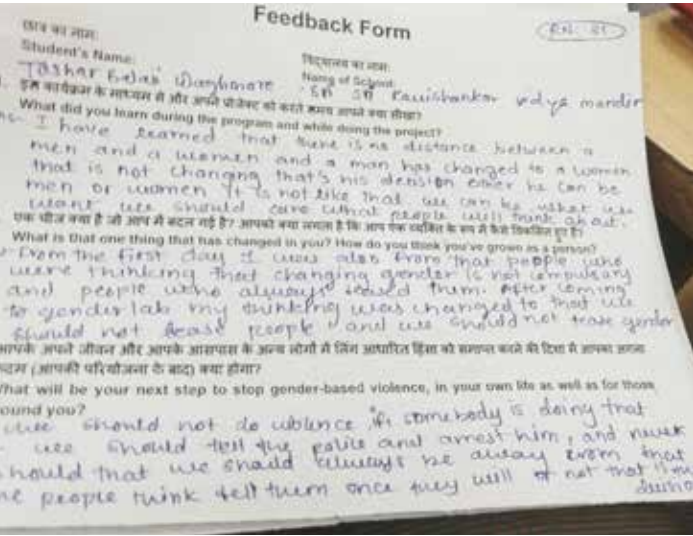 Feedback Form
RN: 51
छात्र का नाम:
Student's Name:
विद्यालय का नाम:
Name of School:
Tashar Waghmare
Sri Sri Ravishankar vidya mandir
इस कार्यक्रम के माध्यम से और अपने प्रोजेक्ट को करते समय आपने क्या सीखा?
What did you learn during the program and while doing the project?
I have learned that there is no distance between a
men and a women and a man has changed to a women
that is not changing that's his desision either he can be
men or women it is not like that we can be what we
want we should care what people will think about.
एक चीज क्या है जो आप में बदल गई है? आपको क्या लगता है कि आप एक व्यक्ति के रूप में कैसे विकसित हुए हैं?
What is that one thing that has changed in you? How do you think you've grown as a person?
From the first day I was also from that people who
were thinking that changing gender is not compulsary
and people who always teased them. After coming
to gender lab my thinking was changed to that we
should not tease people and we should not tease gender
आपके अपने जीवन और आपके आसपास के अन्य लोगों में लिंग आधारित हिंसा को समाप्त करने की दिशा में आपका अगला
कदम (आपकी परियोजना के बाद) क्या होगा?
What will be your next step to stop gender-based violence, in your own life as well as for those
ound you?
we should not do if somebody is doing that
we should tell the police and arrest him, and never
should that we should always be away from that
people think tell them once they will not that is